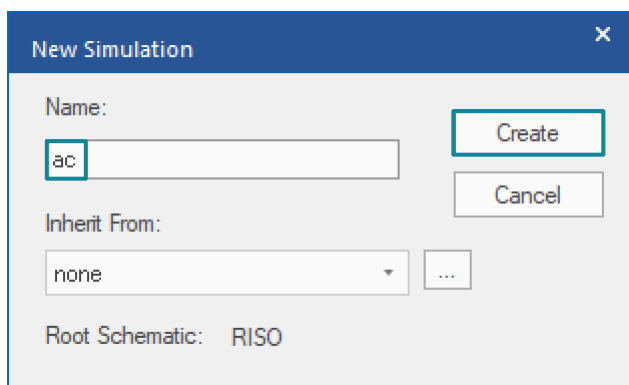 New Simulation
Name:
ac
Create
Cancel
Inherit From:
none
...
Root Schematic: RISO